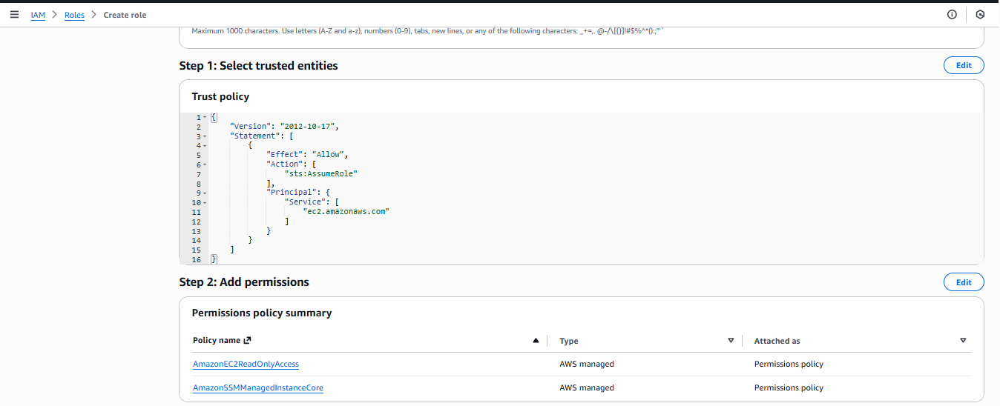 IAM > Roles > Create role
Maximum 1000 characters. Use letters (A-Z and a-z), numbers (0-9), tabs, new lines, or any of the following characters: _+=,. @-/\[{}]!#$%^*();:"'`
Step 1: Select trusted entities
Edit
Trust policy
1 {
2 "Version": "2012-10-17",
3 "Statement": [
4 {
5 "Effect": "Allow",
6 "Action": [
7 "sts:AssumeRole"
8 ],
9 "Principal": {
10 "Service": [
11 "ec2.amazonaws.com"
12 ]
13 }
14 }
15 ]
16 }
Step 2: Add permissions
Edit
Permissions policy summary
Policy name Type Attached as
AmazonEC2ReadOnlyAccess AWS managed Permissions policy
AmazonSSMManagedInstanceCore AWS managed Permissions policy